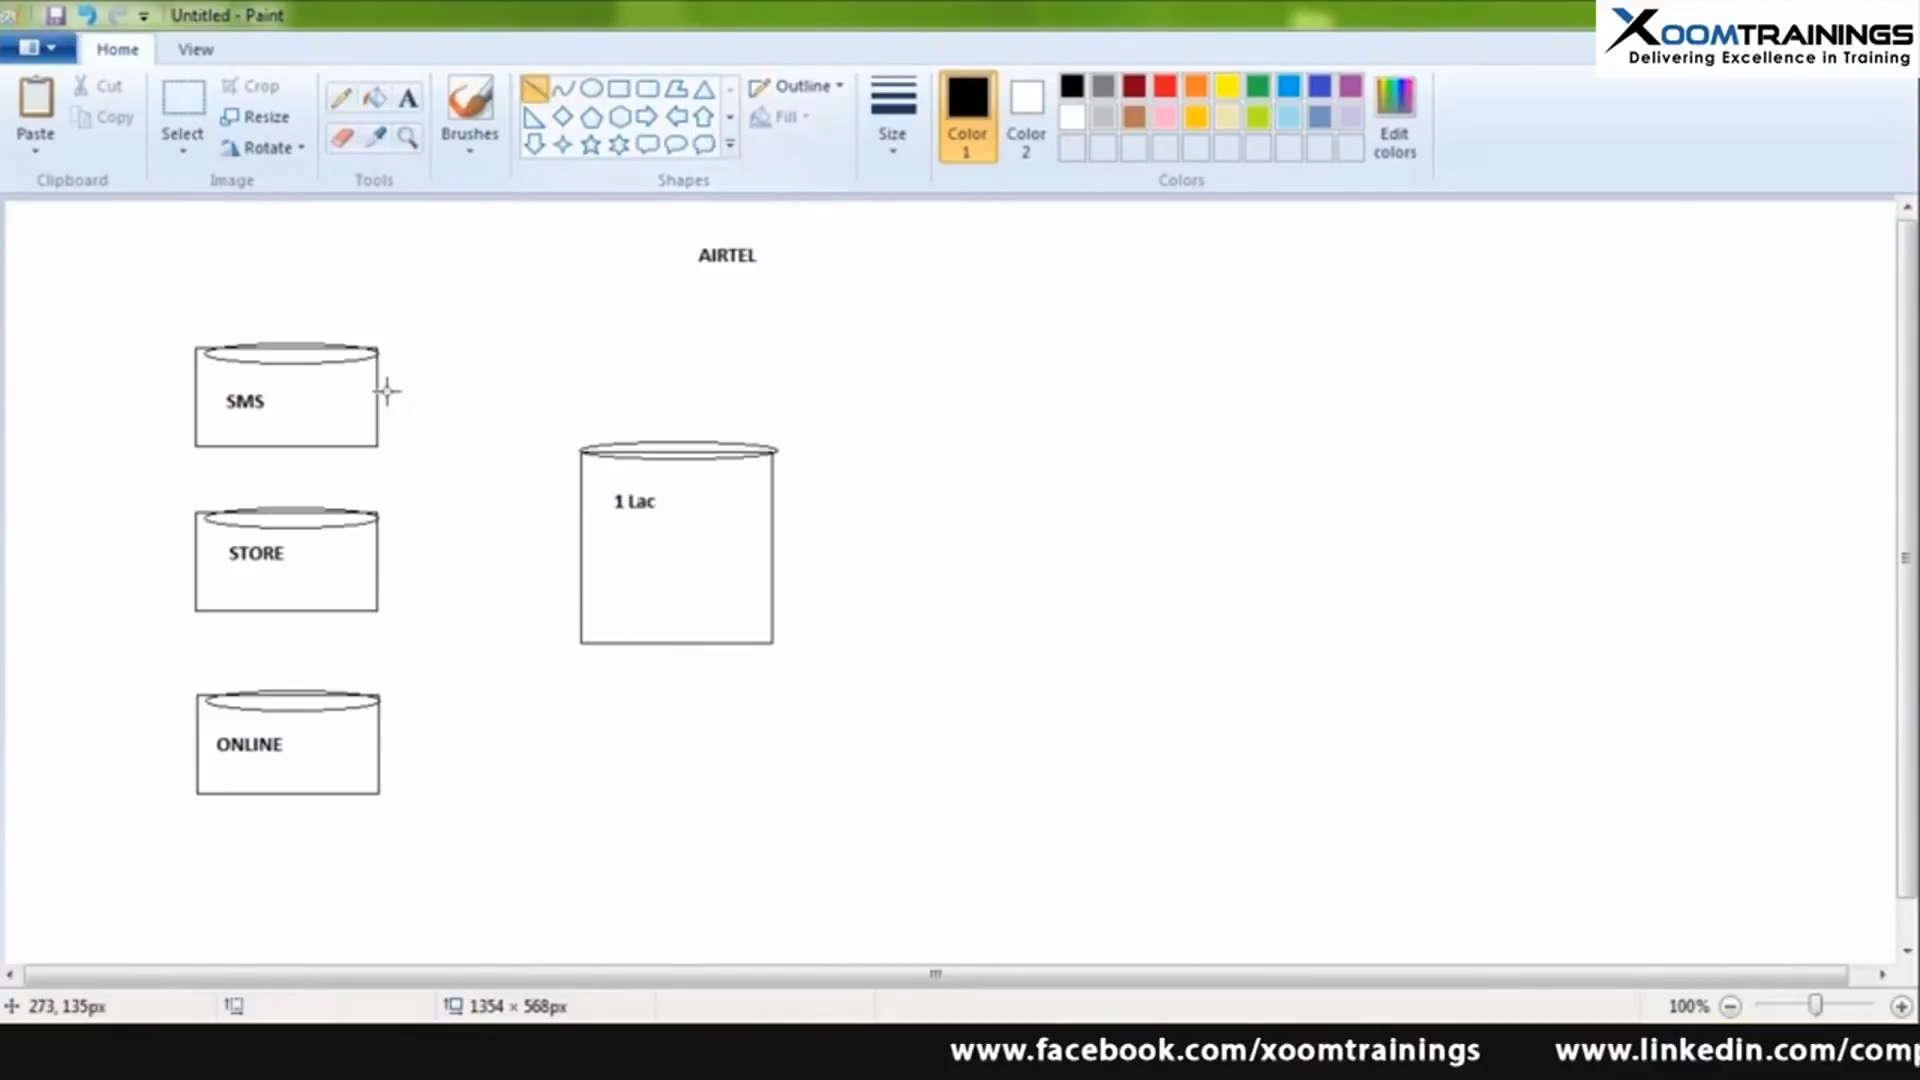 Untitled - Paint
XOOMTRAININGS
Delivering Excellence in Training
Home View
Paste
Cut
Copy
Clipboard
Select
Crop
Resize
Rotate
Image
A
Tools
Brushes
Shapes
Outline
Fill
Size
Color 1
Color 2
Colors
Edit colors
AIRTEL
SMS
1 Lac
STORE
ONLINE
273, 135px
1354 × 568px
100%
www.facebook.com/xoomtrainings www.linkedin.com/comp